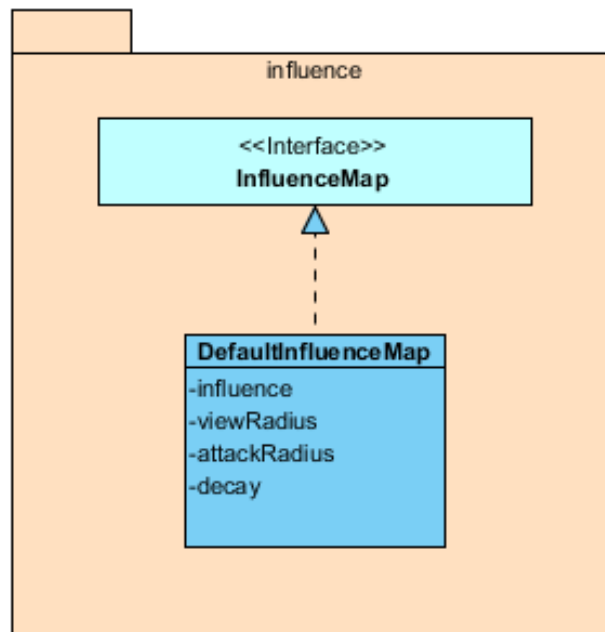 influence
<<Interface>>
InfluenceMap
DefaultInfluenceMap
-influence
-viewRadius
-attackRadius
-decay